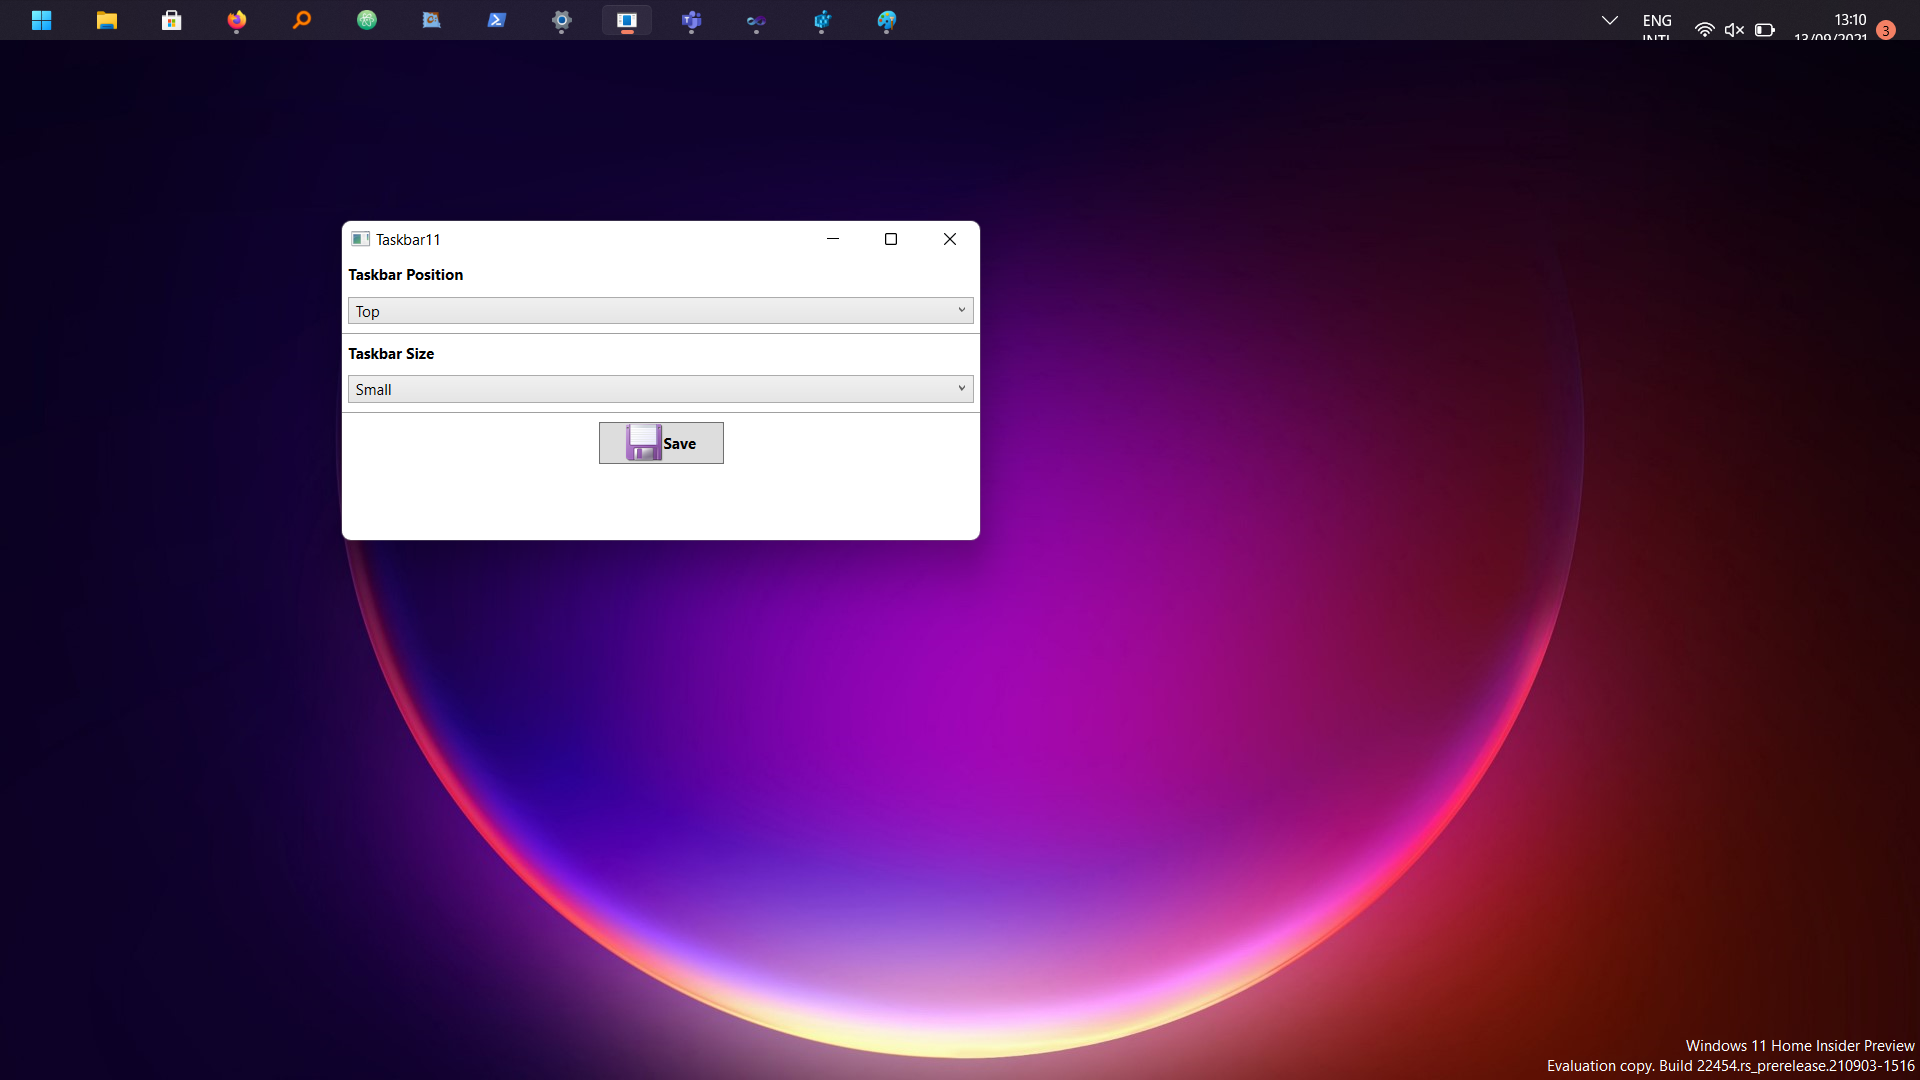 ENG
INTL
13:10
13/09/2021
3
Taskbar11
Taskbar Position
Top
Taskbar Size
Small
Save
Windows 11 Home Insider Preview
Evaluation copy. Build 22454.rs_prerelease.210903-1516